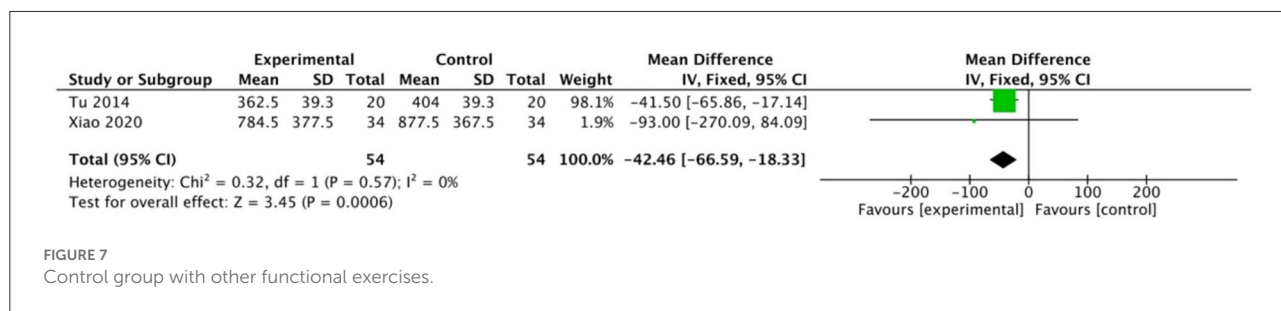 Experimental Control Mean Difference Mean Difference
Study or Subgroup Mean SD Total Mean SD Total Weight IV, Fixed, 95% CI IV, Fixed, 95% CI
Tu 2014 362.5 39.3 20 404 39.3 20 98.1% −41.50 [−65.86, −17.14]
Xiao 2020 784.5 377.5 34 877.5 367.5 34 1.9% −93.00 [−270.09, 84.09]
Total (95% CI) 54 54 100.0% −42.46 [−66.59, −18.33]
Heterogeneity: Chi² = 0.32, df = 1 (P = 0.57); I² = 0%
Test for overall effect: Z = 3.45 (P = 0.0006)
−200 −100 0 100 200
Favours [experimental] Favours [control]
FIGURE 7
Control group with other functional exercises.